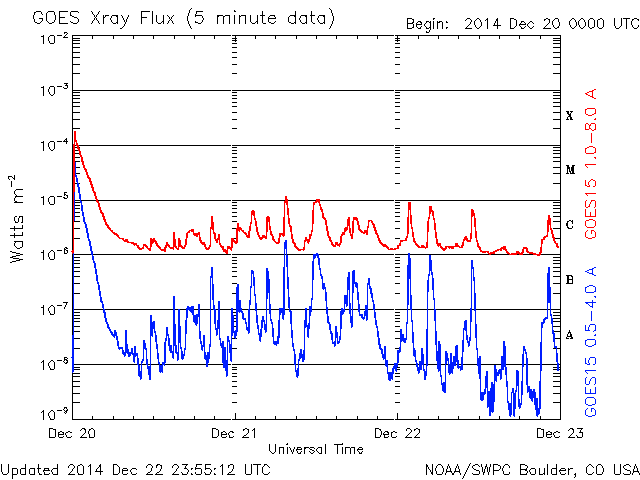 GOES Xray Flux (5 minute data)
Begin: 2014 Dec 20 0000 UTC
10⁻²
10⁻³
10⁻⁴
10⁻⁵
10⁻⁶
10⁻⁷
10⁻⁸
10⁻⁹
Watts m⁻²
X
M
C
B
A
GOES15 1.0-8.0 A
GOES15 0.5-4.0 A
Dec 20
Dec 21
Dec 22
Dec 23
Universal Time
Updated 2014 Dec 22 23:55:12 UTC
NOAA/SWPC Boulder, CO USA